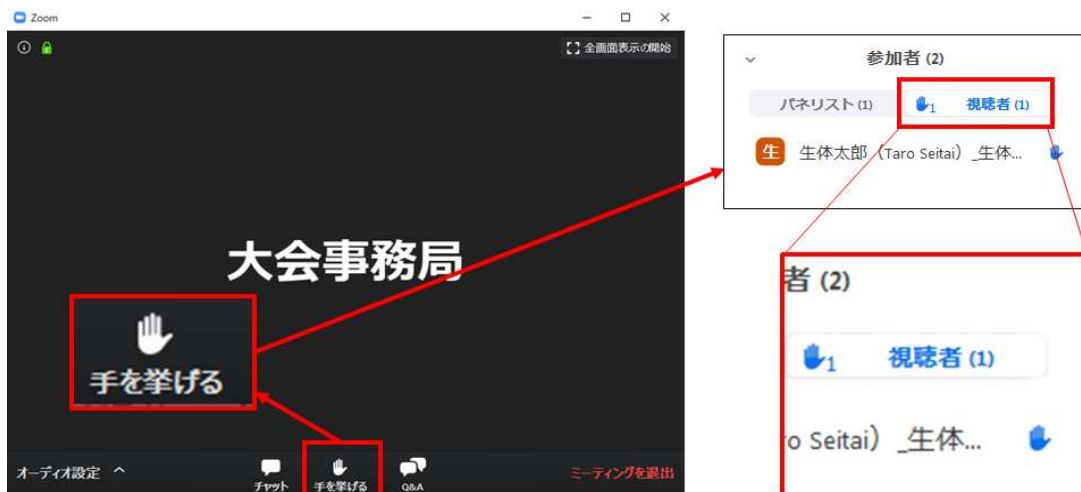 Zoom
全画面表示の開始
大会事務局
手を挙げる
オーディオ設定
チャット
手を挙げる
Q&A
ミーティングを退出
参加者 (2)
パネリスト (1)
1 視聴者 (1)
生 生体太郎（Taro Seitai）_生体...
者 (2)
1 視聴者 (1)
ro Seitai）_生体...